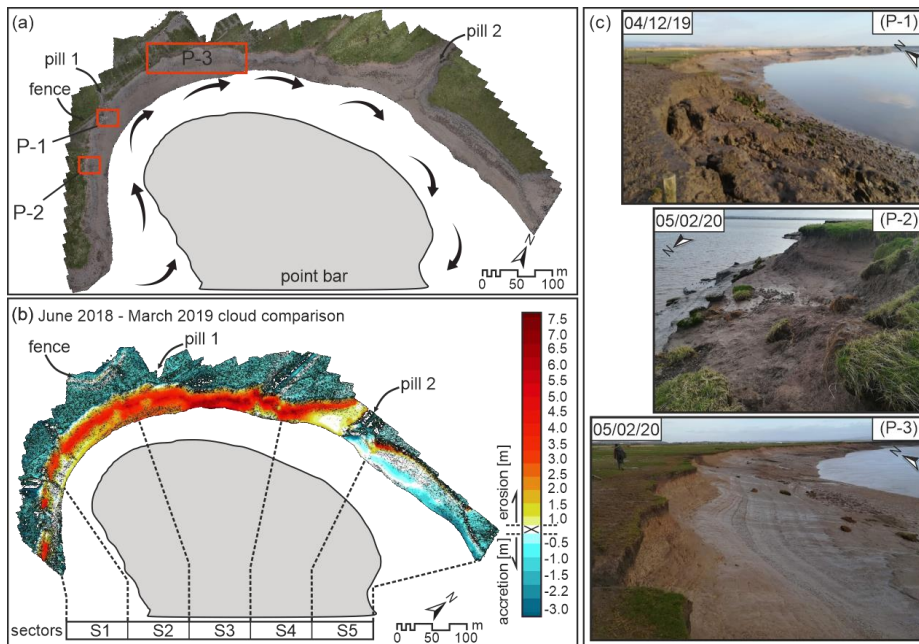 (a)
pill 1
fence
P-1
P-2
P-3
pill 2
point bar
N
0 50 100 m
(b) June 2018 - March 2019 cloud comparison
fence
pill 1
pill 2
7.5
7.0
6.5
6.0
5.5
5.0
4.5
4.0
3.5
3.0
2.5
2.0
1.5
1.0
-0.5
-1.0
-1.5
-2.2
-2.5
-3.0
erosion [m]
accretion [m]
N
0 50 100 m
sectors S1 S2 S3 S4 S5
(c)
04/12/19 (P-1)
N
05/02/20 (P-2)
N
05/02/20 (P-3)
N